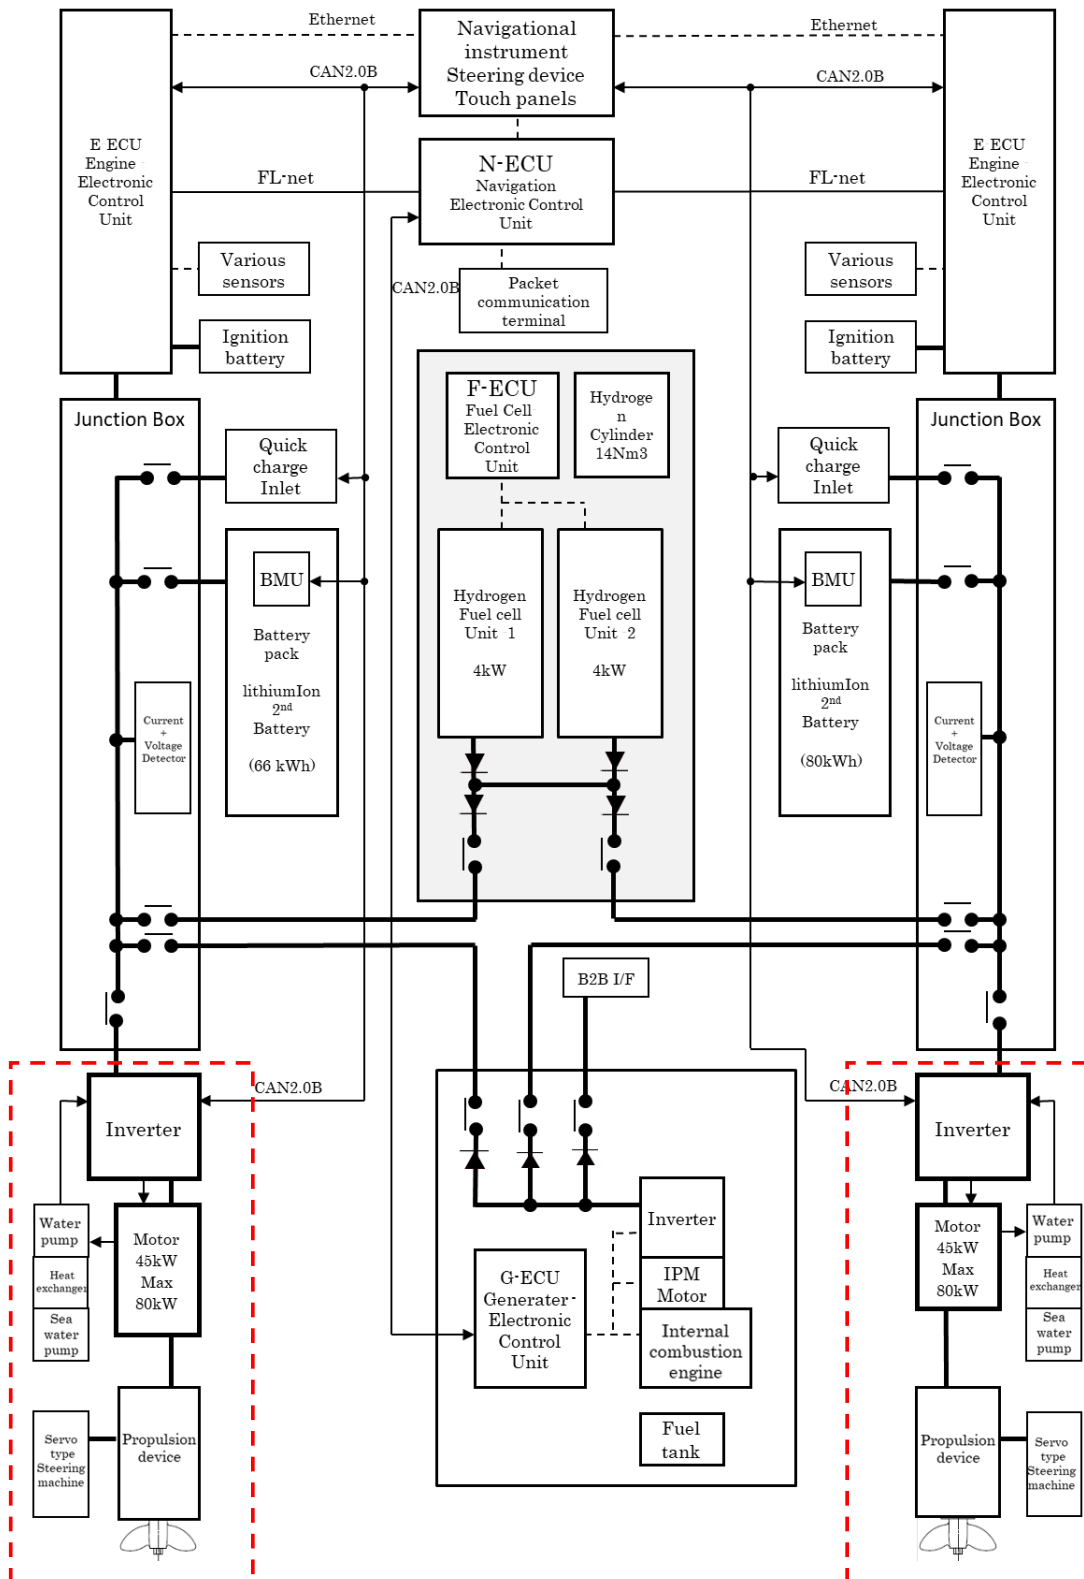 Ethernet
Navigational
instrument
Steering device
Touch panels
Ethernet
CAN2.0B
CAN2.0B
E ECU
Engine
Electronic
Control
Unit
N-ECU
Navigation
Electronic Control
Unit
E ECU
Engine
Electronic
Control
Unit
FL-net
FL-net
Various
sensors
CAN2.0B
Packet
communication
terminal
Various
sensors
Ignition
battery
Ignition
battery
Junction Box
F-ECU
Fuel Cell
Electronic
Control
Unit
Hydroge
n
Cylinder
14Nm3
Junction Box
Quick
charge
Inlet
Quick
charge
Inlet
BMU
Battery
pack
lithiumIon
2nd
Battery
(66 kWh)
Hydrogen
Fuel cell
Unit 1
4kW
Hydrogen
Fuel cell
Unit 2
4kW
BMU
Battery
pack
lithiumIon
2nd
Battery
(80kWh)
Current
+
Voltage
Detector
Current
+
Voltage
Detector
B2B I/F
CAN2.0B
CAN2.0B
Inverter
Inverter
Water
pump
Heat
exchanger
Sea
water
pump
Motor
45kW
Max
80kW
Inverter
IPM
Motor
Internal
combustion
engine
G-ECU
Generater-
Electronic
Control
Unit
Motor
45kW
Max
80kW
Water
pump
Heat
exchanger
Sea
water
pump
Fuel
tank
Servo
type
Steering
machine
Propulsion
device
Propulsion
device
Servo
type
Steering
machine